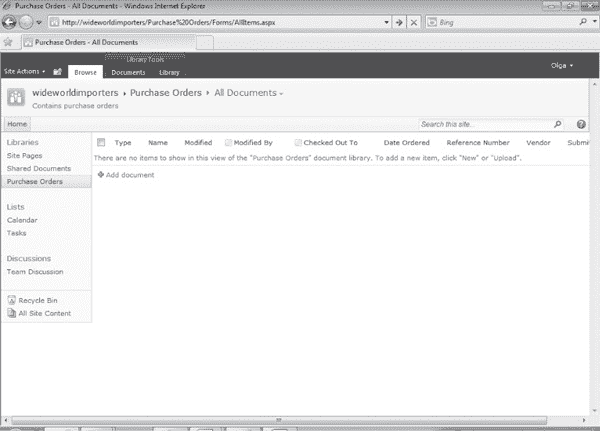 Purchase Orders - All Documents - Windows Internet Explorer
http://wideworldimporters/Purchase%20Orders/Forms/AllItems.aspx
Bing
Purchase Orders - All Documents
Library Tools
Site Actions
Browse
Documents
Library
Olga
wideworldimporters
Purchase Orders
All Documents
Contains purchase orders
Home
Search this site...
Libraries
Site Pages
Shared Documents
Purchase Orders
Lists
Calendar
Tasks
Discussions
Team Discussion
Recycle Bin
All Site Content
Type Name Modified Modified By Checked Out To Date Ordered Reference Number Vendor Submit
There are no items to show in this view of the "Purchase Orders" document library. To add a new item, click "New" or "Upload".
Add document